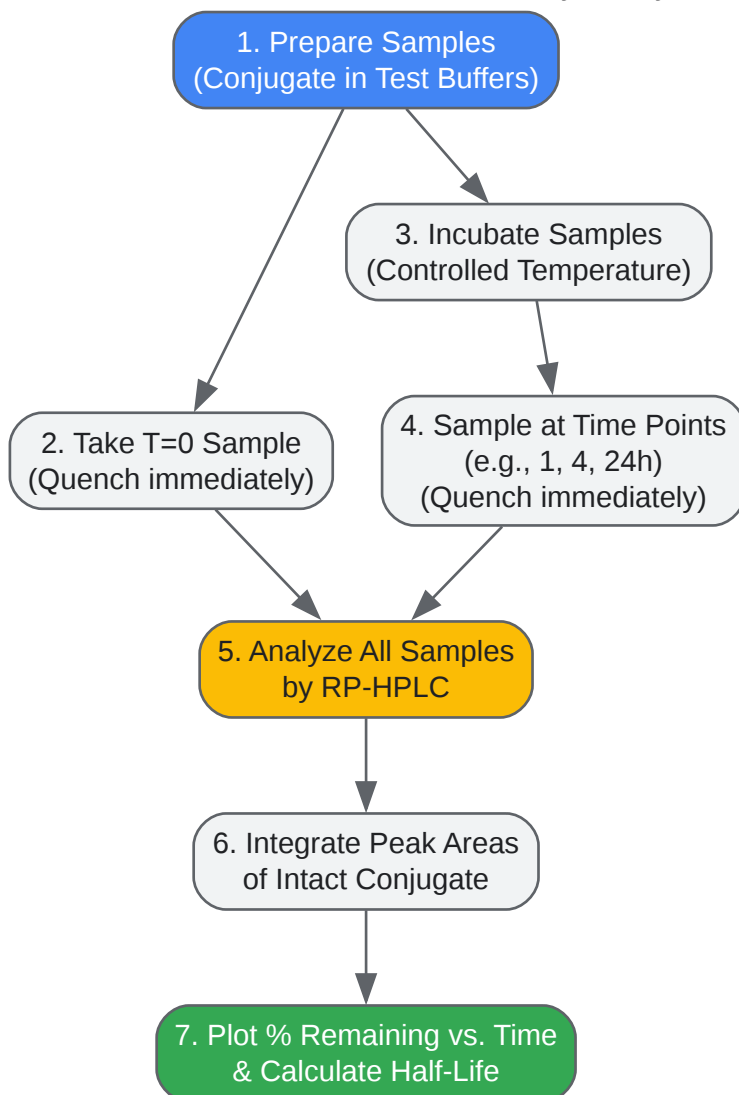 1. Prepare Samples
(Conjugate in Test Buffers)
3. Incubate Samples
(Controlled Temperature)
2. Take T=0 Sample
(Quench immediately)
4. Sample at Time Points
(e.g., 1, 4, 24h)
(Quench immediately)
5. Analyze All Samples
by RP-HPLC
6. Integrate Peak Areas
of Intact Conjugate
7. Plot % Remaining vs. Time
& Calculate Half-Life